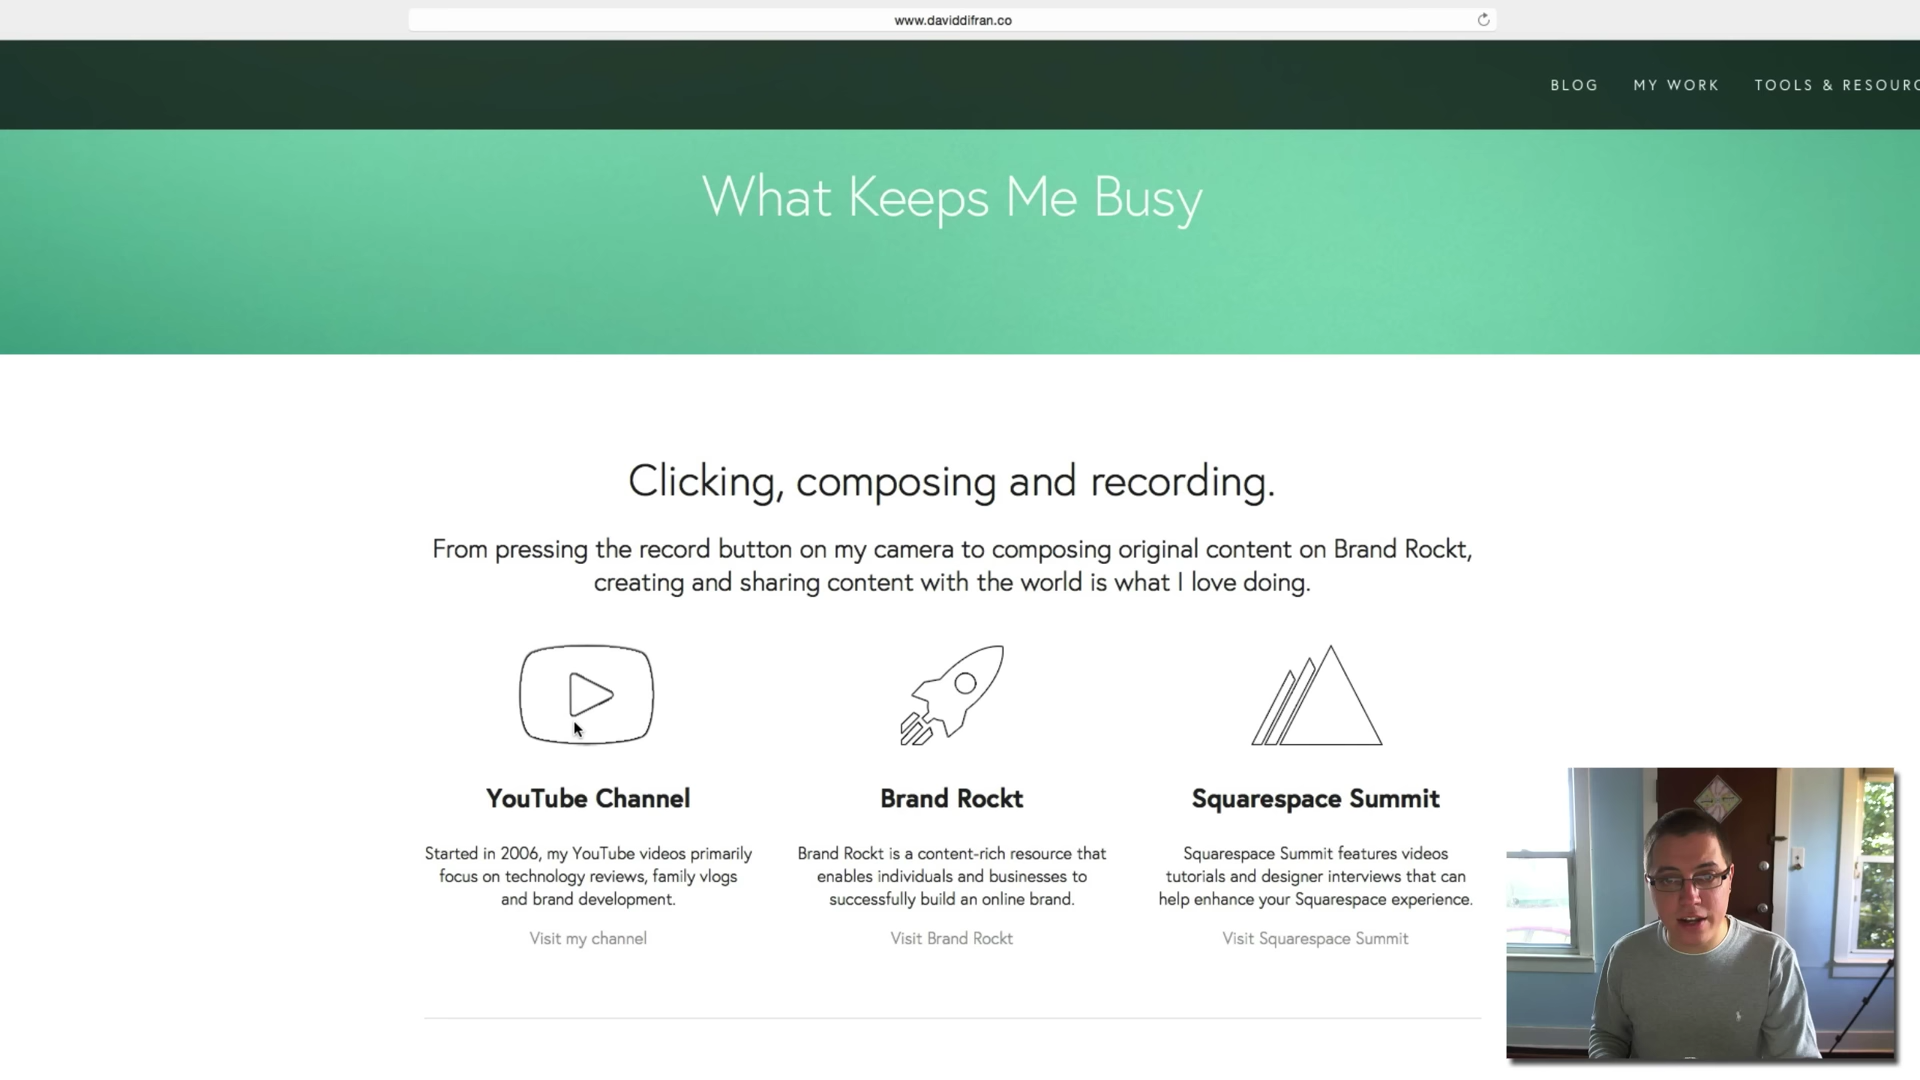 www.daviddifran.co
BLOG MY WORK TOOLS & RESOURC
What Keeps Me Busy
Clicking, composing and recording.
From pressing the record button on my camera to composing original content on Brand Rockt,
creating and sharing content with the world is what I love doing.
YouTube Channel
Started in 2006, my YouTube videos primarily
focus on technology reviews, family vlogs
and brand development.
Visit my channel
Brand Rockt
Brand Rockt is a content-rich resource that
enables individuals and businesses to
successfully build an online brand.
Visit Brand Rockt
Squarespace Summit
Squarespace Summit features videos
tutorials and designer interviews that can
help enhance your Squarespace experience.
Visit Squarespace Summit